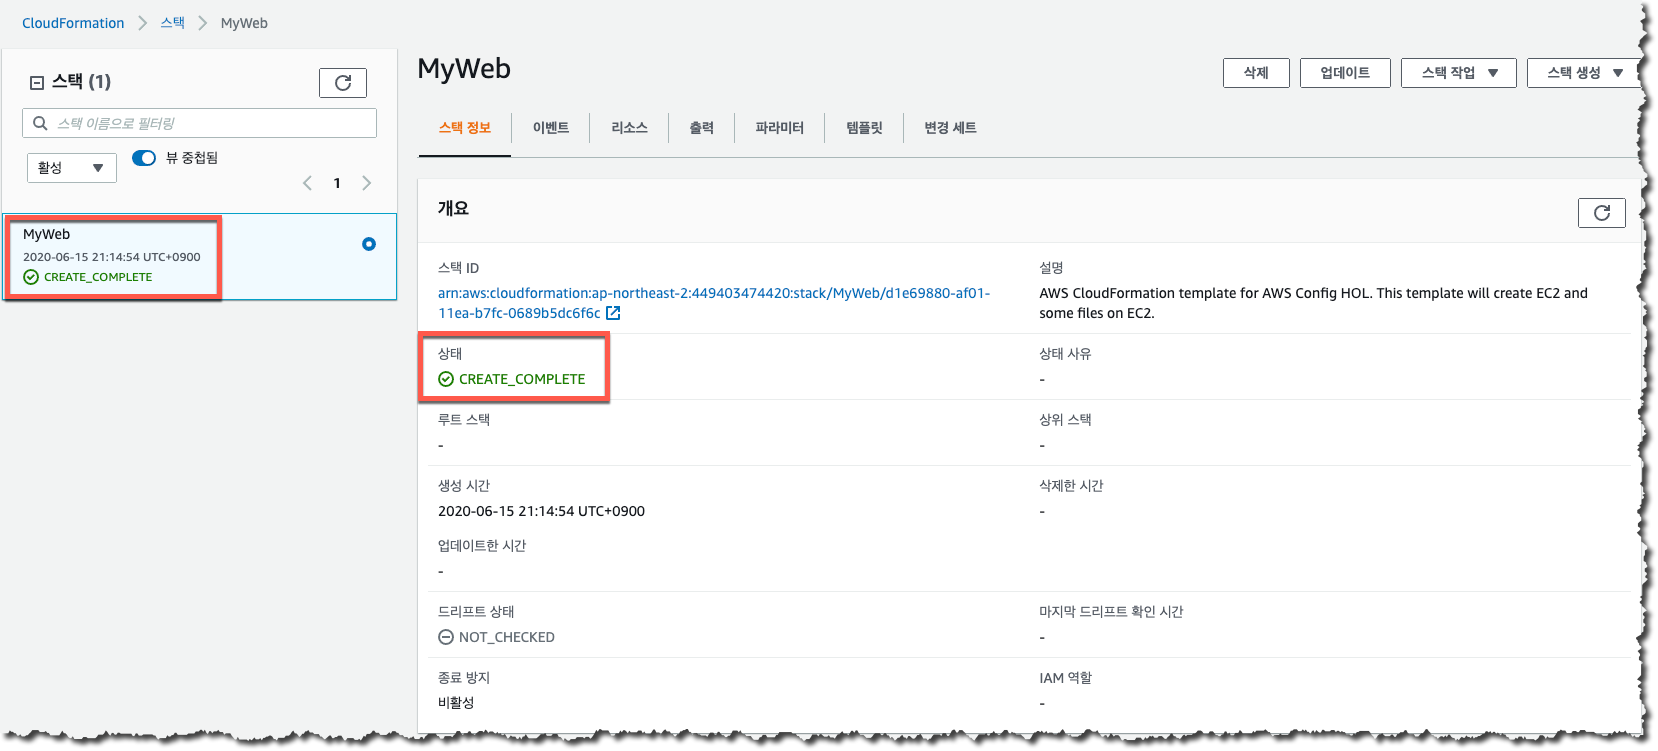 CloudFormation > 스택 > MyWeb
스택 (1)
스택 이름으로 필터링
활성
뷰 중첩됨
1
MyWeb
2020-06-15 21:14:54 UTC+0900
CREATE_COMPLETE
MyWeb
삭제
업데이트
스택 작업
스택 생성
스택 정보
이벤트
리소스
출력
파라미터
템플릿
변경 세트
개요
스택 ID
arn:aws:cloudformation:ap-northeast-2:449403474420:stack/MyWeb/d1e69880-af01-
11ea-b7fc-0689b5dc6f6c
설명
AWS CloudFormation template for AWS Config HOL. This template will create EC2 and
some files on EC2.
상태
CREATE_COMPLETE
상태 사유
-
루트 스택
-
상위 스택
-
생성 시간
2020-06-15 21:14:54 UTC+0900
삭제한 시간
-
업데이트한 시간
-
드리프트 상태
NOT_CHECKED
마지막 드리프트 확인 시간
-
종료 방지
비활성
IAM 역할
-